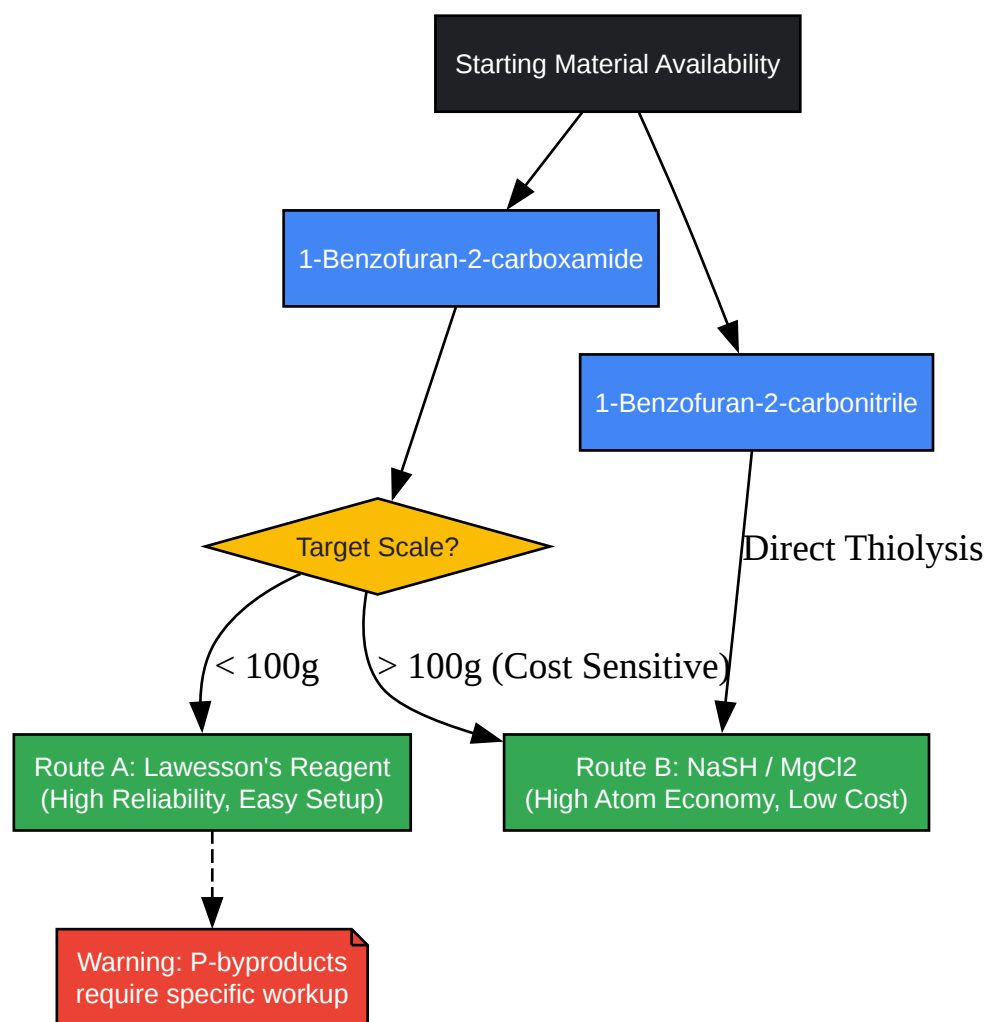 Starting Material Availability
1-Benzofuran-2-carboxamide
1-Benzofuran-2-carbonitrile
Target Scale?
Direct Thiolysis
< 100g
> 100g (Cost Sensitive)
Route A: Lawesson's Reagent
(High Reliability, Easy Setup)
Route B: NaSH / MgCl2
(High Atom Economy, Low Cost)
Warning: P-byproducts
require specific workup